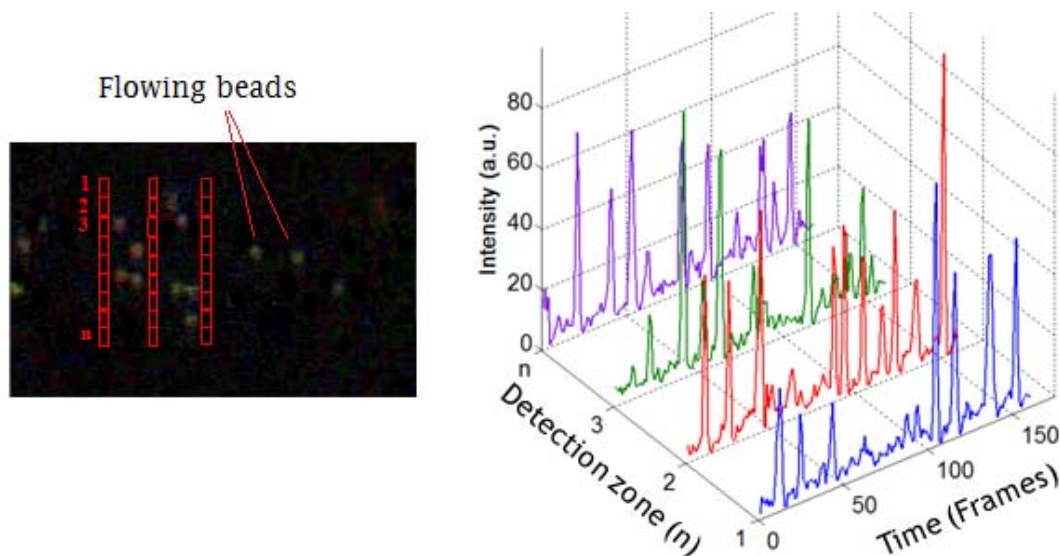 Flowing beads
1
2
3
n
Intensity (a.u.)
80
60
40
20
0
n
3
2
1
Detection zone (n)
0
50
100
150
Time (Frames)